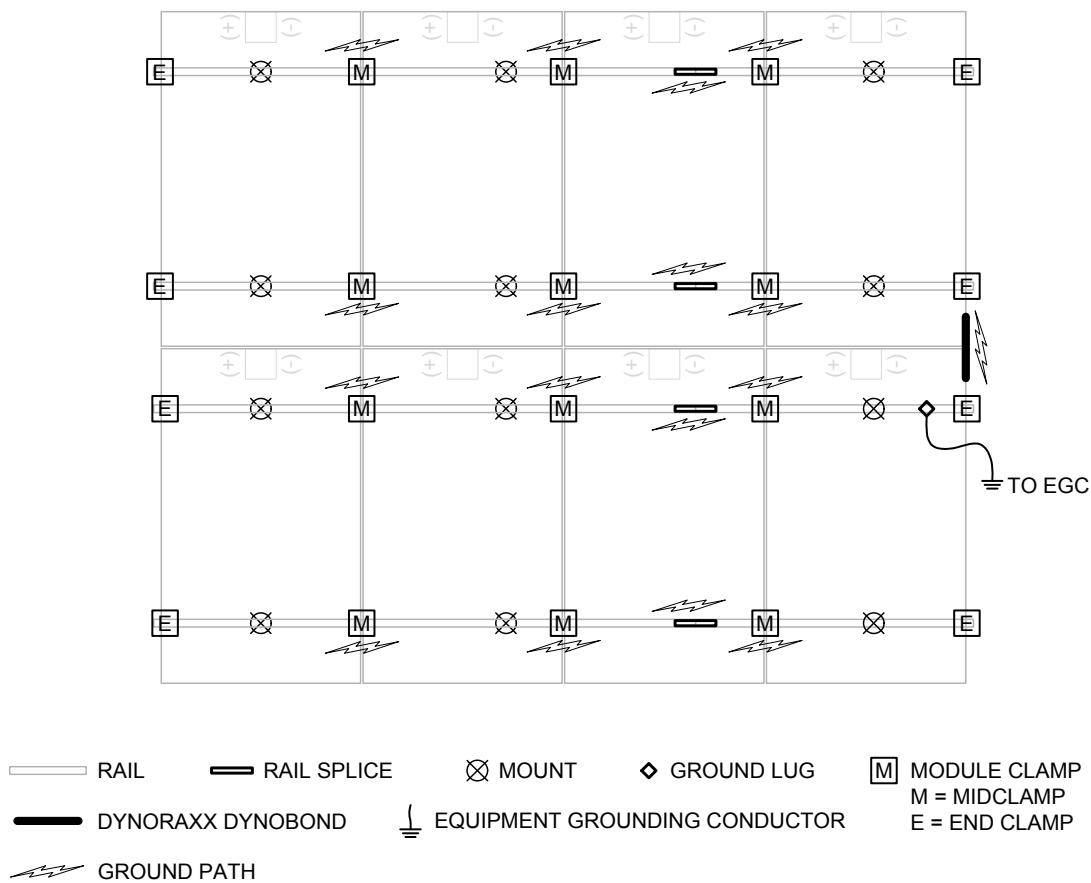 (+) (-) (+) (-) (+) (-) (+) (-)
E M M M E
E M M M E
(+) (-) (+) (-) (+) (-) (+) (-)
E M M M E
TO EGC
E M M M E
RAIL
RAIL SPLICE
MOUNT
GROUND LUG
M MODULE CLAMP
M = MIDCLAMP
E = END CLAMP
DYNORAXX DYNOBOND
EQUIPMENT GROUNDING CONDUCTOR
GROUND PATH